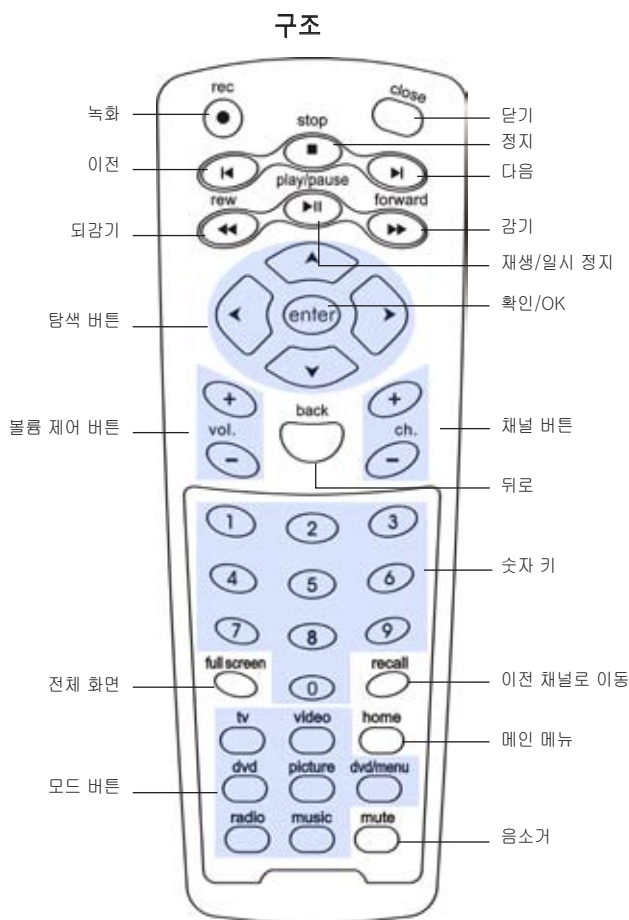 구조
rec
close
녹화
닫기
stop
정지
이전
다음
play/pause
rew
forward
되감기
감기
재생/일시 정지
enter
확인/OK
탐색 버튼
+
+
back
볼륨 제어 버튼
vol.
ch.
채널 버튼
-
-
뒤로
1
2
3
숫자 키
4
5
6
7
8
9
full screen
recall
전체 화면
0
이전 채널로 이동
tv
video
home
메인 메뉴
dvd
picture
dvd/menu
모드 버튼
radio
music
mute
음소거